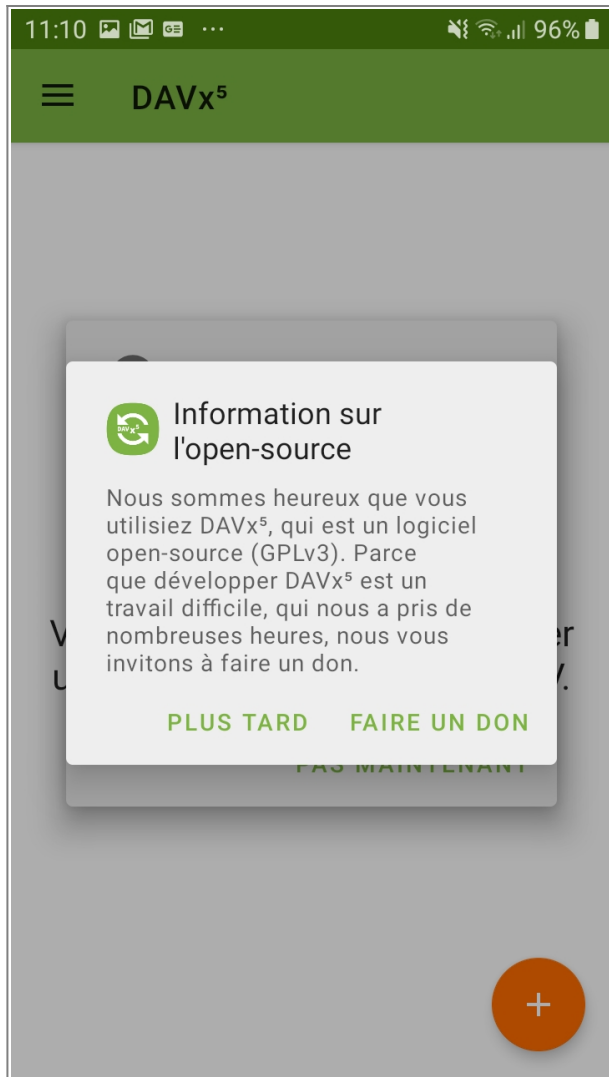 11:10 96%
DAVx⁵
Information sur
l'open-source
Nous sommes heureux que vous
utilisiez DAVx⁵, qui est un logiciel
open-source (GPLv3). Parce
que développer DAVx⁵ est un
travail difficile, qui nous a pris de
nombreuses heures, nous vous
invitons à faire un don.
PLUS TARD FAIRE UN DON
PAS MAINTENANT